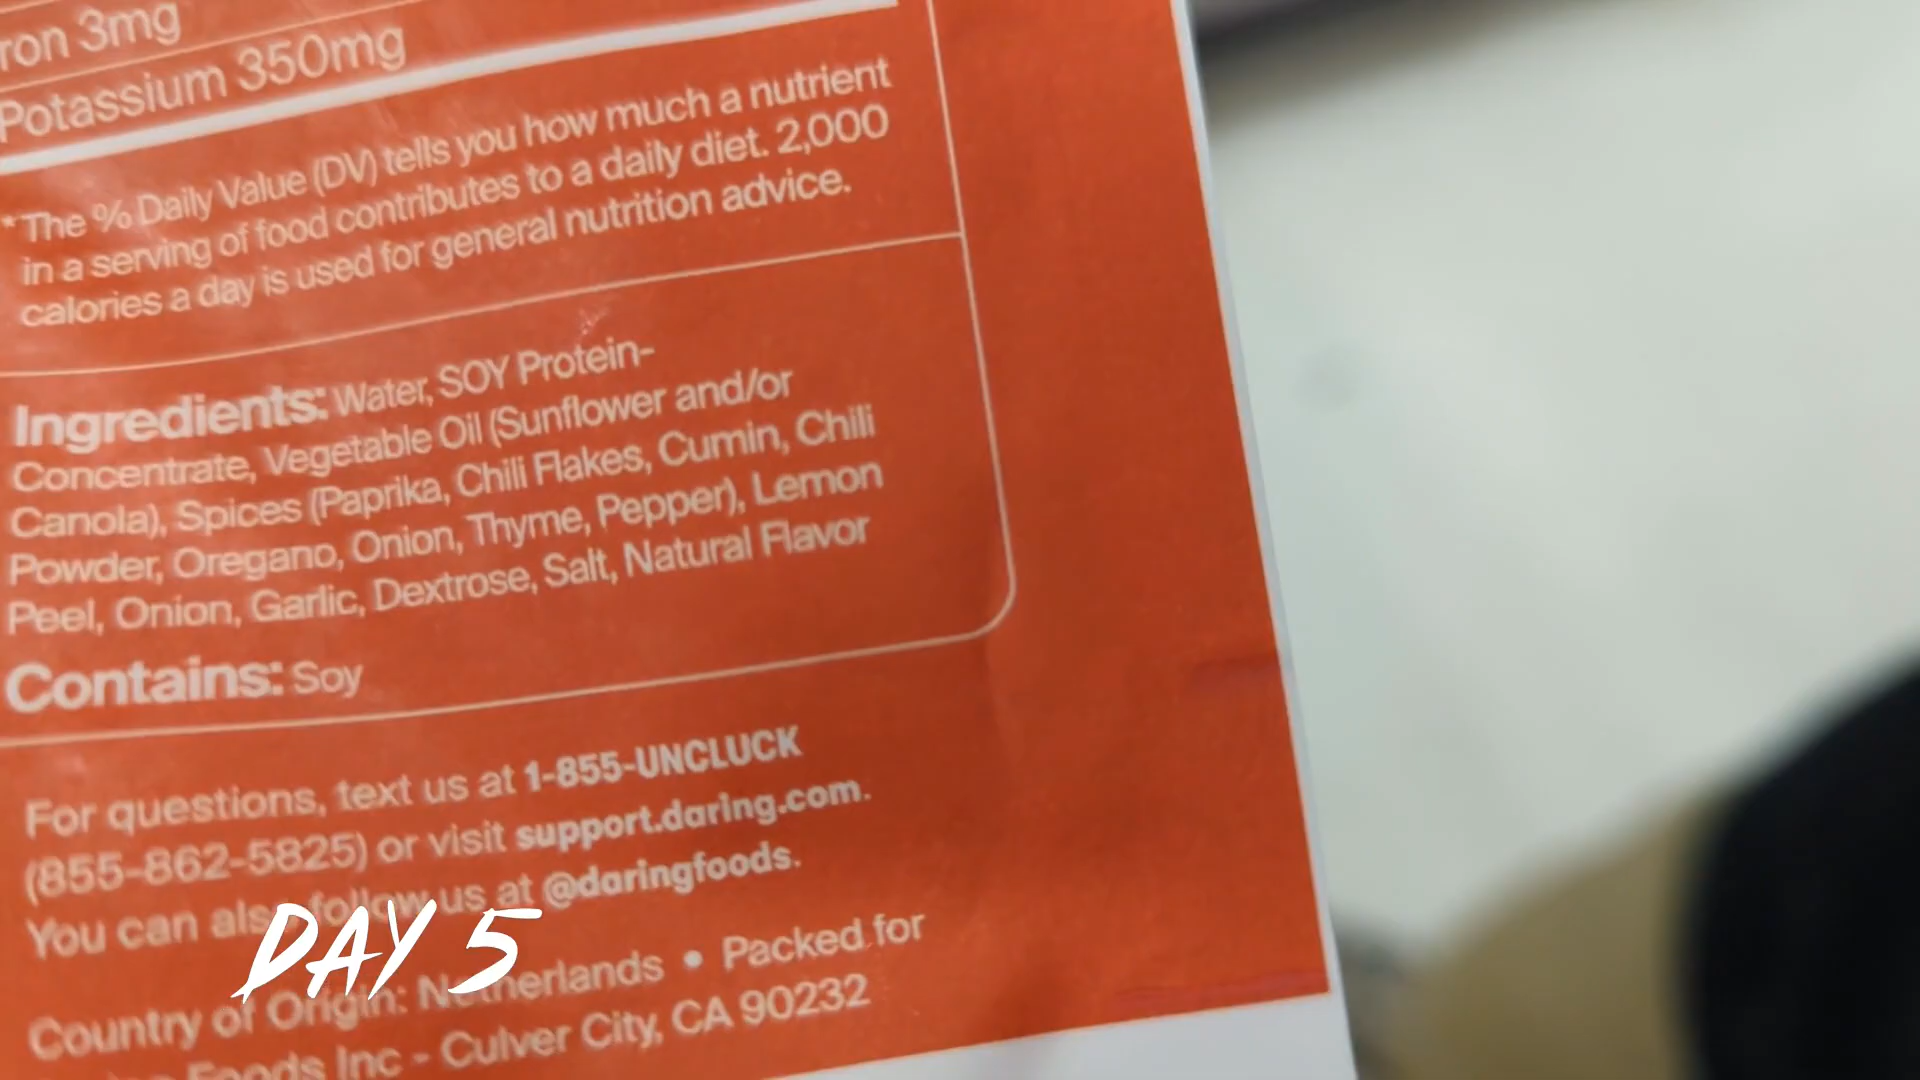 ron 3mg
Potassium 350mg
*The % Daily Value (DV) tells you how much a nutrient
in a serving of food contributes to a daily diet. 2,000
calories a day is used for general nutrition advice.
Ingredients: Water, SOY Protein-
Concentrate, Vegetable Oil (Sunflower and/or
Canola), Spices (Paprika, Chili Flakes, Cumin, Chili
Powder, Oregano, Onion, Thyme, Pepper), Lemon
Peel, Onion, Garlic, Dextrose, Salt, Natural Flavor
Contains: Soy
For questions, text us at 1-855-UNCLUCK
(855-862-5825) or visit support.daring.com.
You can also follow us at @daringfoods.
DAY 5
Country of Origin: Netherlands • Packed for
Foods Inc - Culver City, CA 90232